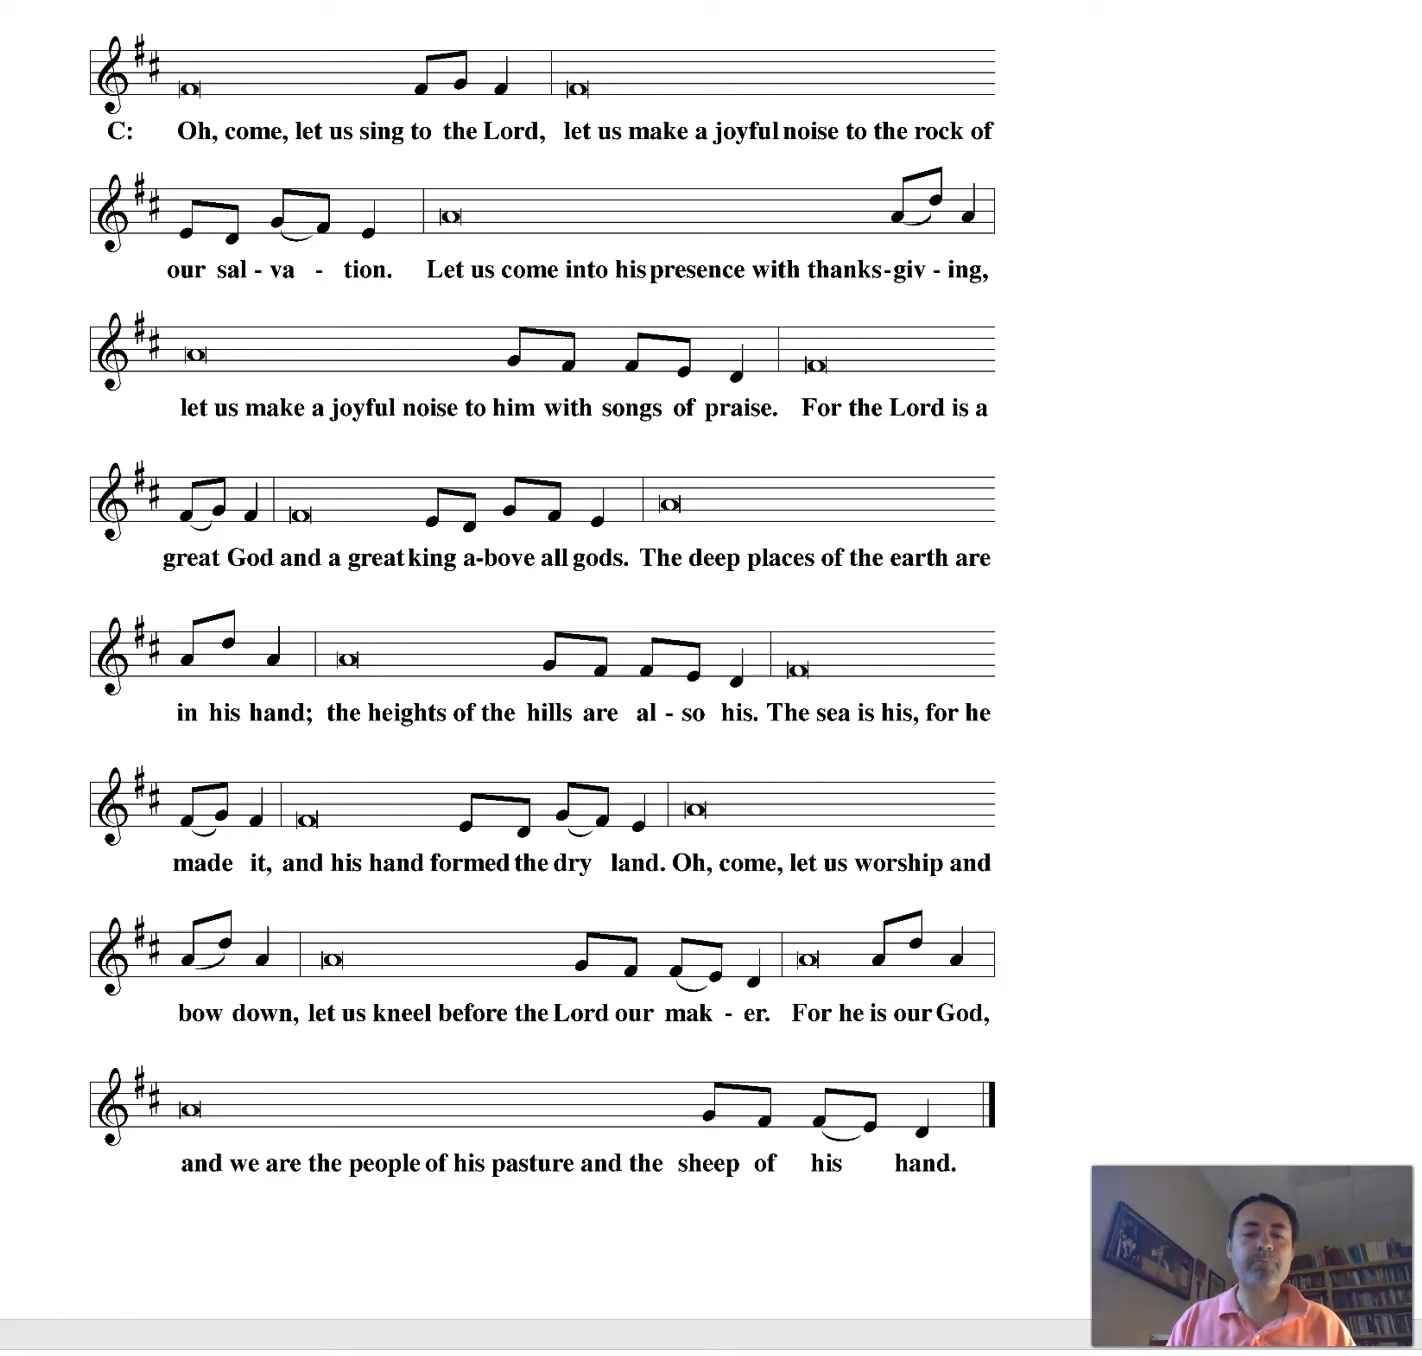 C: Oh, come, let us sing to the Lord, let us make a joyful noise to the rock of
our sal - va - tion. Let us come into his presence with thanks-giv - ing,
let us make a joyful noise to him with songs of praise. For the Lord is a
great God and a great king a-bove all gods. The deep places of the earth are
in his hand; the heights of the hills are al - so his. The sea is his, for he
made it, and his hand formed the dry land. Oh, come, let us worship and
bow down, let us kneel before the Lord our mak - er. For he is our God,
and we are the people of his pasture and the sheep of his hand.